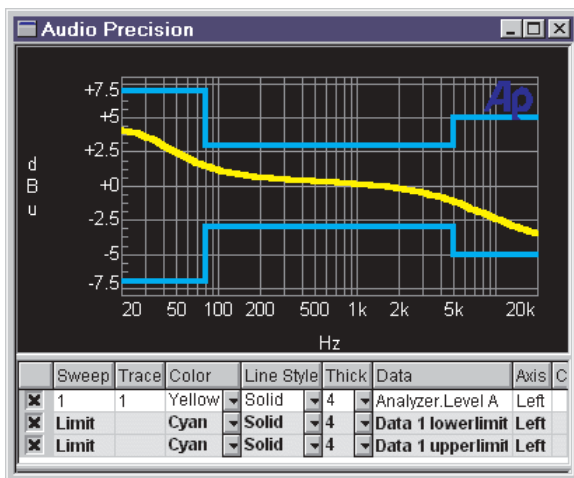 Audio Precision
Ap
+7.5
+5
+2.5
+0
-2.5
-5
-7.5
d
B
u
20 50 100 200 500 1k 2k 5k 20k
Hz
Sweep Trace Color Line Style Thick Data Axis C
1 1 Yellow Solid 4 Analyzer.Level A Left
Limit Cyan Solid 4 Data 1 lowerlimit Left
Limit Cyan Solid 4 Data 1 upperlimit Left